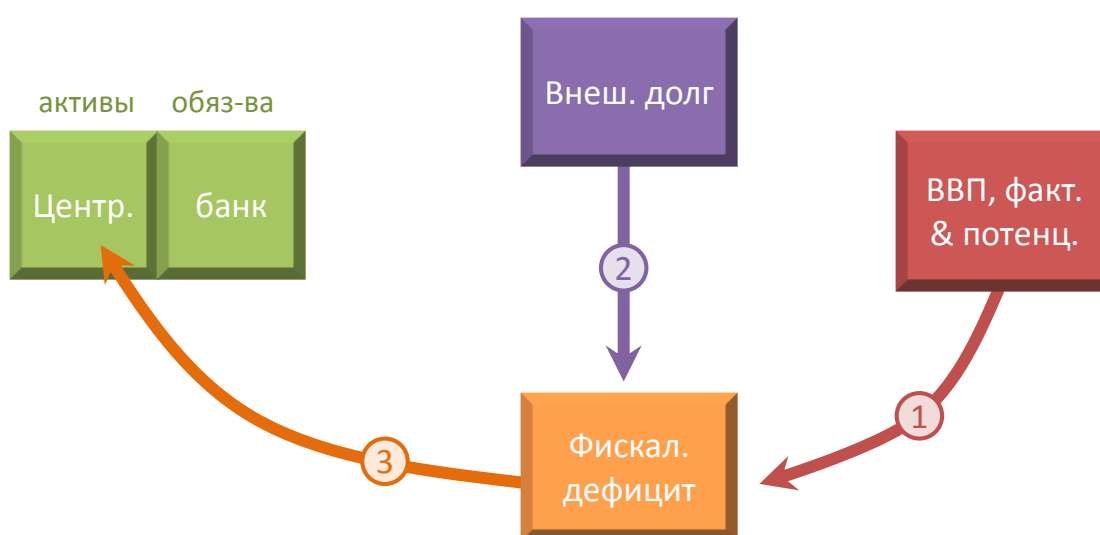 активы обяз-ва
Центр. банк
Внеш. долг
ВВП, факт.
& потенц.
2
1
3
Фискал.
дефицит